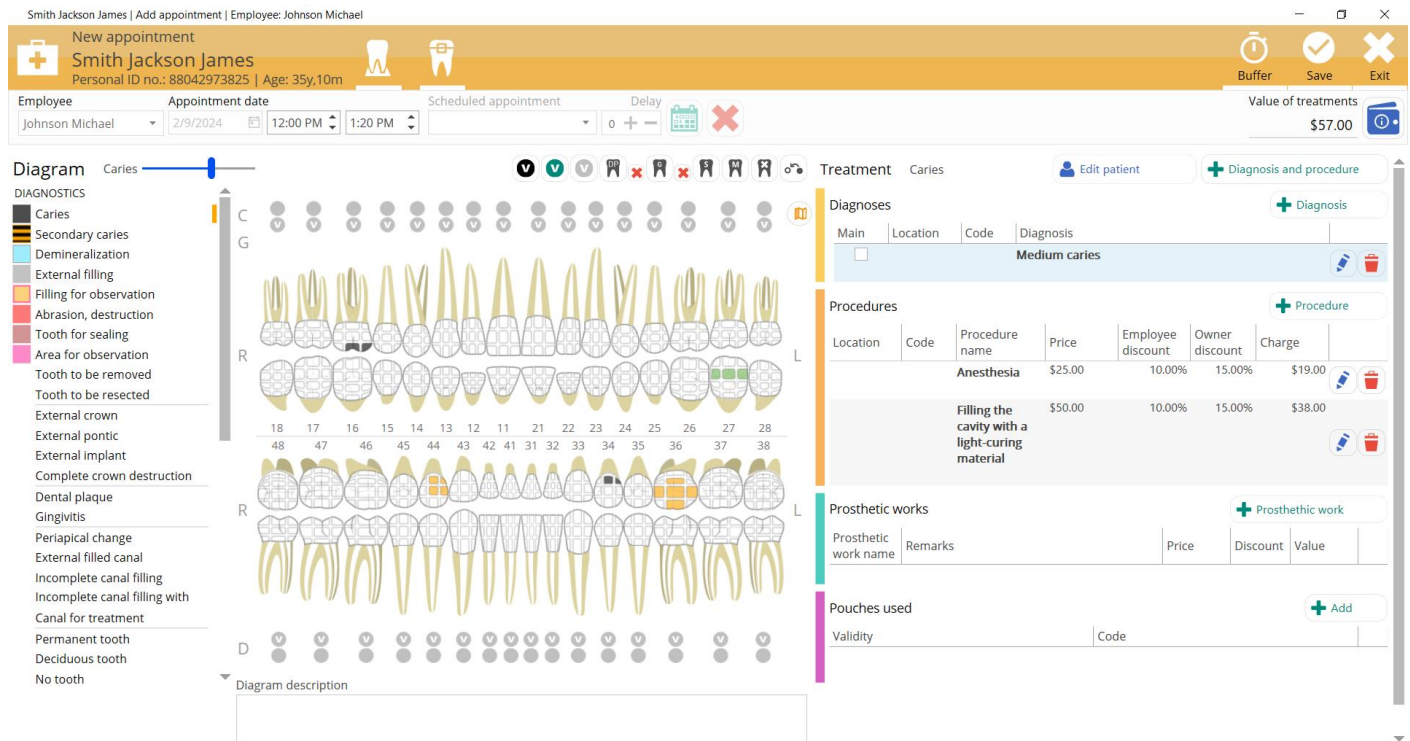 Smith Jackson James | Add appointment | Employee: Johnson Michael
New appointment
Smith Jackson James
Personal ID no.: 88042973825 | Age: 35y,10m
Buffer Save Exit
Employee Appointment date Scheduled appointment Delay Value of treatments
Johnson Michael 2/9/2024 12:00 PM 1:20 PM 0 $57.00
Diagram Caries
V V V DP G S M
DIAGNOSTICS
Caries
Secondary caries
Demineralization
External filling
Filling for observation
Abrasion, destruction
Tooth for sealing
Area for observation
Tooth to be removed
Tooth to be resected
External crown
External pontic
External implant
Complete crown destruction
Dental plaque
Gingivitis
Periapical change
External filled canal
Incomplete canal filling
Incomplete canal filling with
Canal for treatment
Permanent tooth
Deciduous tooth
No tooth
C
V V V V V V V V V V V V V V V V
G
R L
18 17 16 15 14 13 12 11 21 22 23 24 25 26 27 28
48 47 46 45 44 43 42 41 31 32 33 34 35 36 37 38
R L
V V V V V V V V V V V V V V V V
D
Diagram description
Treatment Caries Edit patient Diagnosis and procedure
Diagnoses Diagnosis
Main Location Code Diagnosis
Medium caries
Procedures Procedure
Location Code Procedure name Price Employee discount Owner discount Charge
Anesthesia $25.00 10.00% 15.00% $19.00
Filling the $50.00 10.00% 15.00% $38.00
cavity with a
light-curing
material
Prosthetic works Prosthethic work
Prosthetic work name Remarks Price Discount Value
Pouches used Add
Validity Code